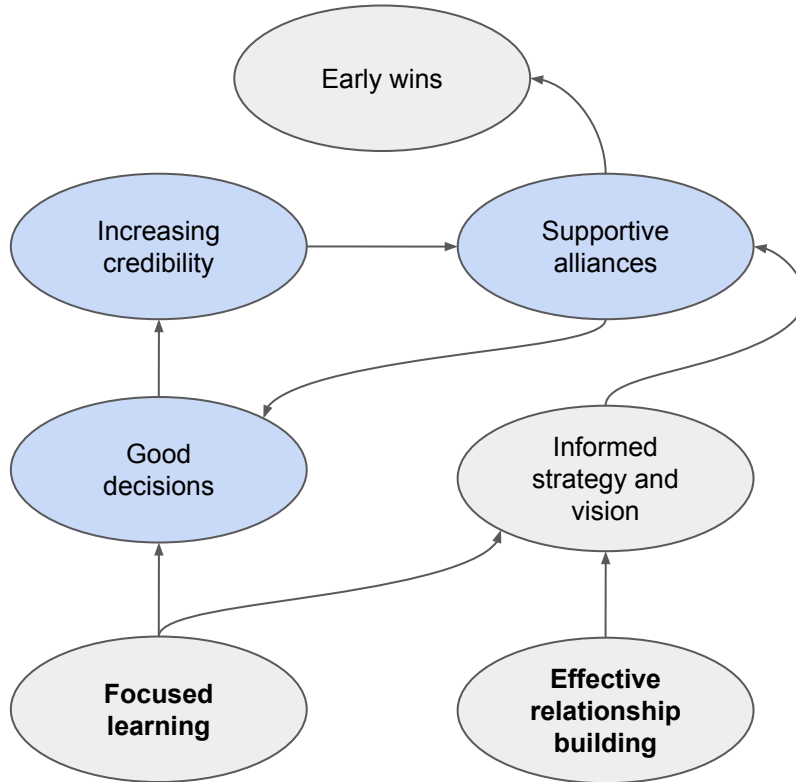 Early wins
Increasing
credibility
Supportive
alliances
Good
decisions
Informed
strategy and
vision
Focused
learning
Effective
relationship
building